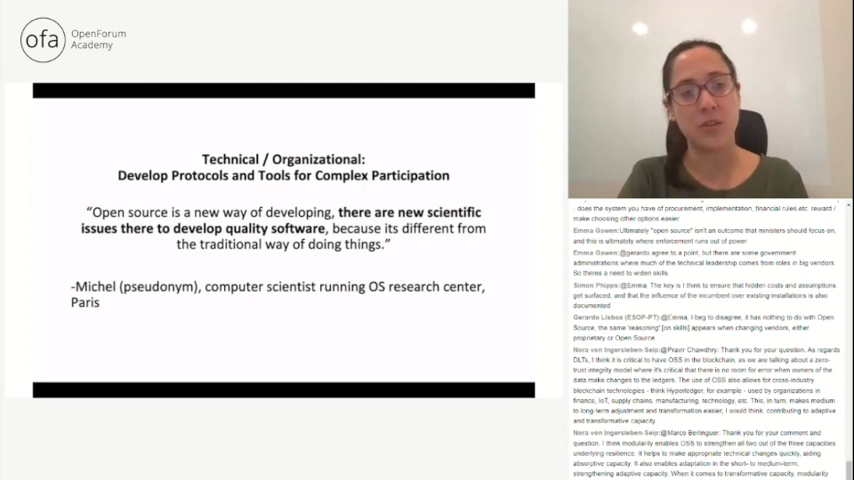 ofa
OpenForum
Academy
Technical / Organizational:
Develop Protocols and Tools for Complex Participation
“Open source is a new way of developing, there are new scientific
issues there to develop quality software, because its different from
the traditional way of doing things.”
-Michel (pseudonym), computer scientist running OS research center,
Paris
- does the system you have of procurement, implementation, financial rules etc. reward /
make choosing other options easier
Emma Gawen:Ultimately "open source" isn't an outcome that ministers should focus on,
and this is ultimately where enforcement runs out of power
Emma Gawen:@gerardo agree to a point, but there are some government
administrations where much of the technical leadership comes from roles in big vendors.
So theres a need to widen skills
Simon Phipps:@Emma. The key is I think to ensure that hidden costs and assumptions
get surfaced, and that the influence of the incumbent over existing installations is also
documented
Gerardo Lisboa (ESOP-PT):@Emma, I beg to disagree, it has nothing to do with Open
Source, the same 'reasoning' [on skills] appears when changing vendors, either
proprietary or Open Source
Nora von Ingersleben-Seip:@Pravir Chawdhry. Thank you for your question. As regards
DLTs, I think it is critical to have OSS in the blockchain, as we are talking about a zero-
trust integrity model where it's critical that there is no room for error when owners of the
data make changes to the ledgers. The use of OSS also allows for cross-industry
blockchain technologies - think Hyperledger, for example - used by organizations in
finance, IoT, supply chains, manufacturing, technology, etc. This, in turn, makes medium
to long-term adjustment and transformation easier, I would think, contributing to adaptive
and transformative capacity.
Nora von Ingersleben-Seip:@Marco Berlinguer: Thank you for your comment and
question. I think modularity enables OSS to strengthen all two out of the three capacities
underlying resilience. It helps to make appropriate technical changes quickly, aiding
absorptive capacity. It also enables adaptation in the short- to medium-term,
strengthening adaptive capacity. When it comes to transformative capacity, modularity